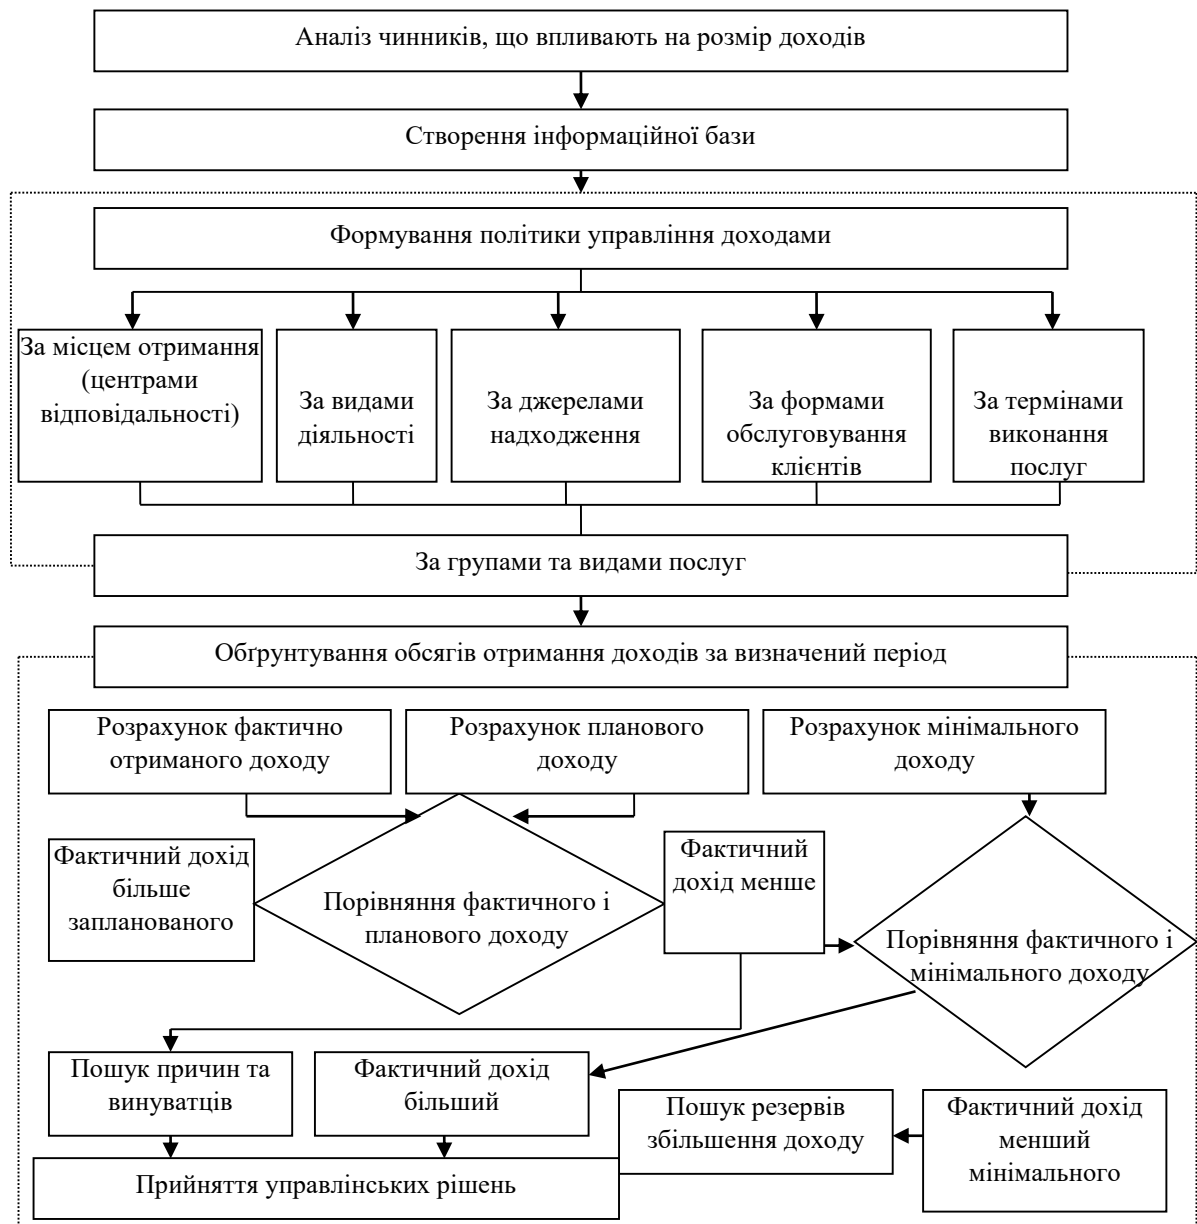 Аналіз чинників, що впливають на розмір доходів
Створення інформаційної бази
Формування політики управління доходами
За місцем отримання
(центрами
відповідальності)
За видами
діяльності
За джерелами
надходження
За формами
обслуговування
клієнтів
За термінами
виконання
послуг
За групами та видами послуг
Обґрунтування обсягів отримання доходів за визначений період
Розрахунок фактично
отриманого доходу
Розрахунок планового
доходу
Розрахунок мінімального
доходу
Фактичний дохід
більше
запланованого
Порівняння фактичного і
планового доходу
Фактичний
дохід менше
Порівняння фактичного і
мінімального доходу
Пошук причин та
винуватців
Фактичний дохід
більший
Пошук резервів
збільшення доходу
Фактичний дохід
менший
мінімального
Прийняття управлінських рішень